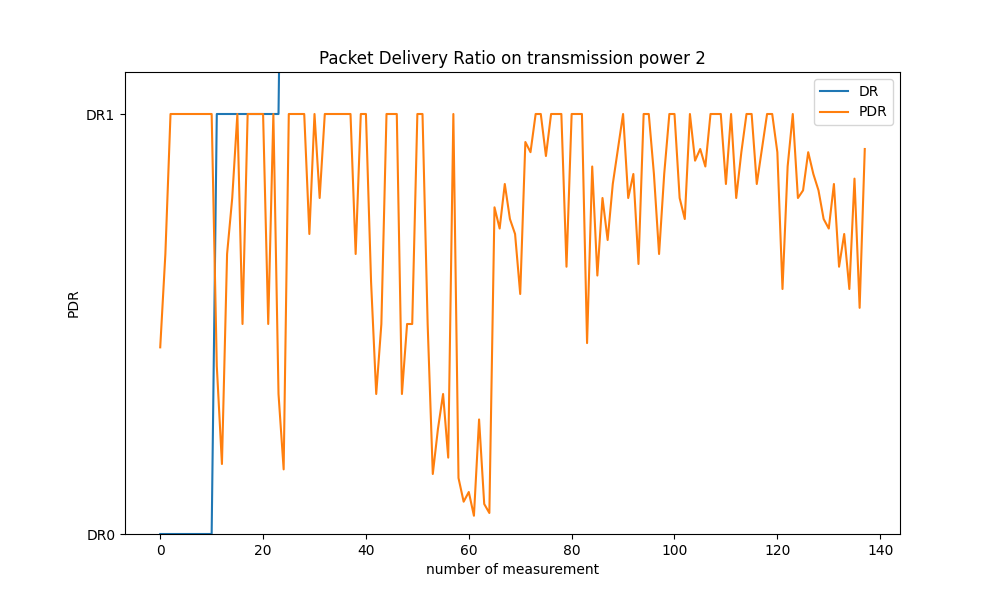 Packet Delivery Ratio on transmission power 2
DR
PDR
DR1
PDR
DR0
0 20 40 60 80 100 120 140
number of measurement